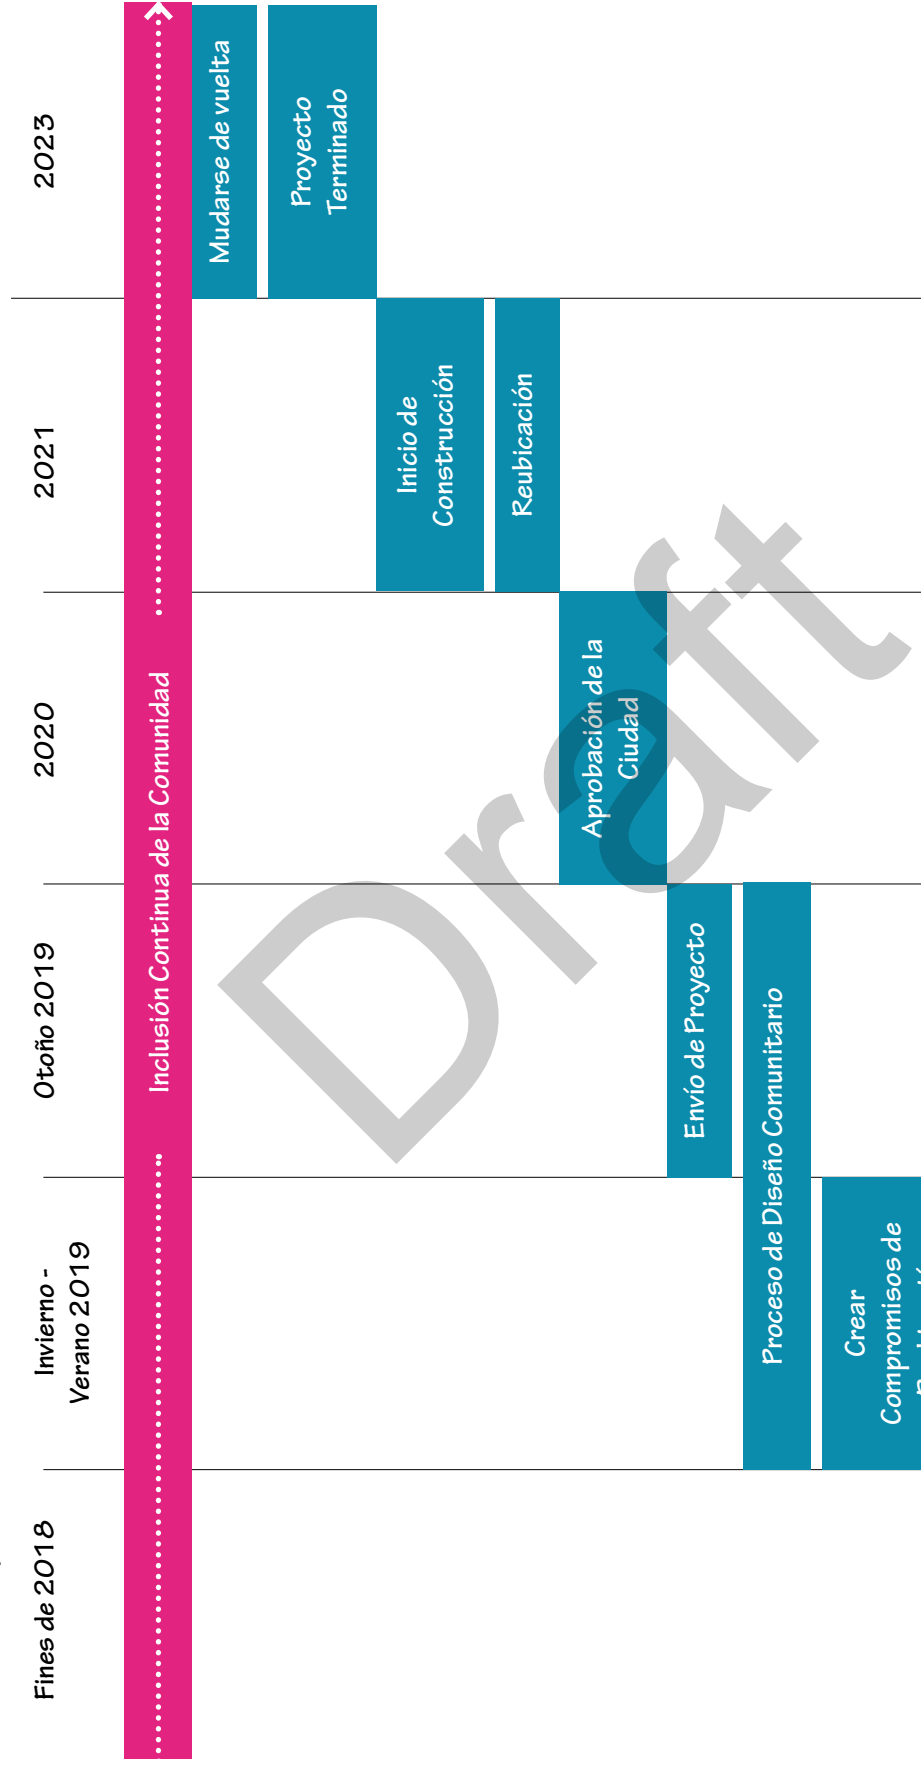 Fines de 2018
Invierno -
Verano 2019
Otoño 2019
2020
2021
2023
Inclusión Continua de la Comunidad
Mudarse de vuelta
Proyecto
Terminado
Inicio de
Construcción
Reubicación
Aprobación de la
Ciudad
Envío de Proyecto
Proceso de Diseño Comunitario
Crear
Compromisos de
Draft